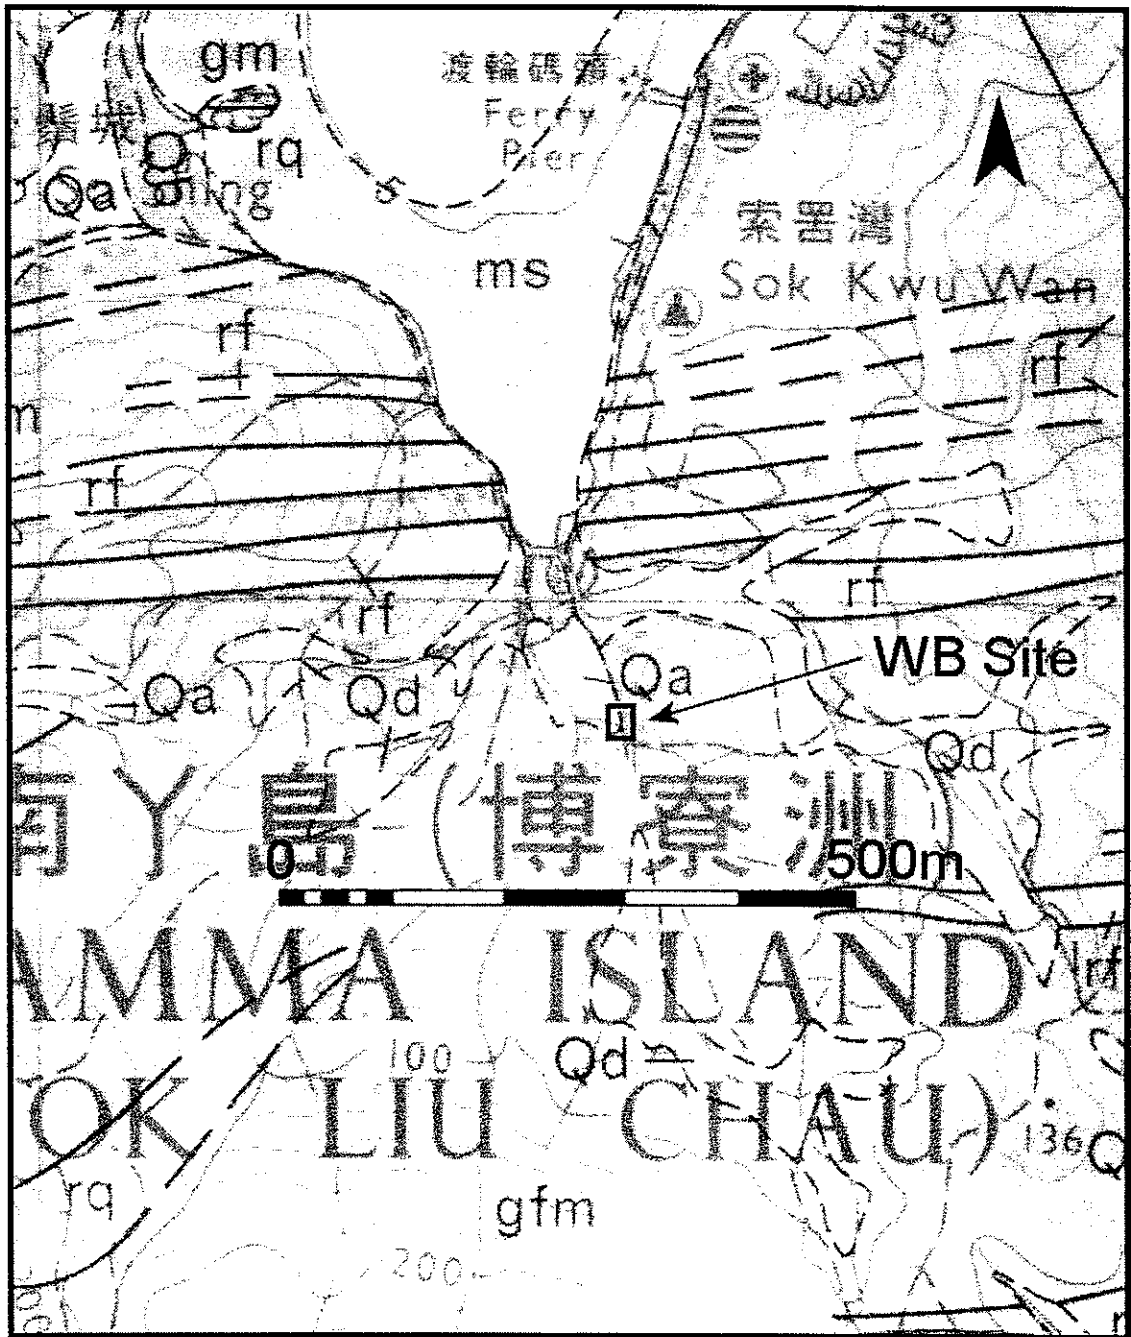 gm
渡輪碼頭
Ferry
Pier
rq
Qa
ms
索罟灣
Sok Kwu Wan
rf
rf
rf
rf
rf
WB Site
Qa
Qa
Qd
Qd
丫島(博寮洲
0
500m
AMMA ISLAND
rf
100
Qd
OK LIU CHAU)
136
rq
gfm
200